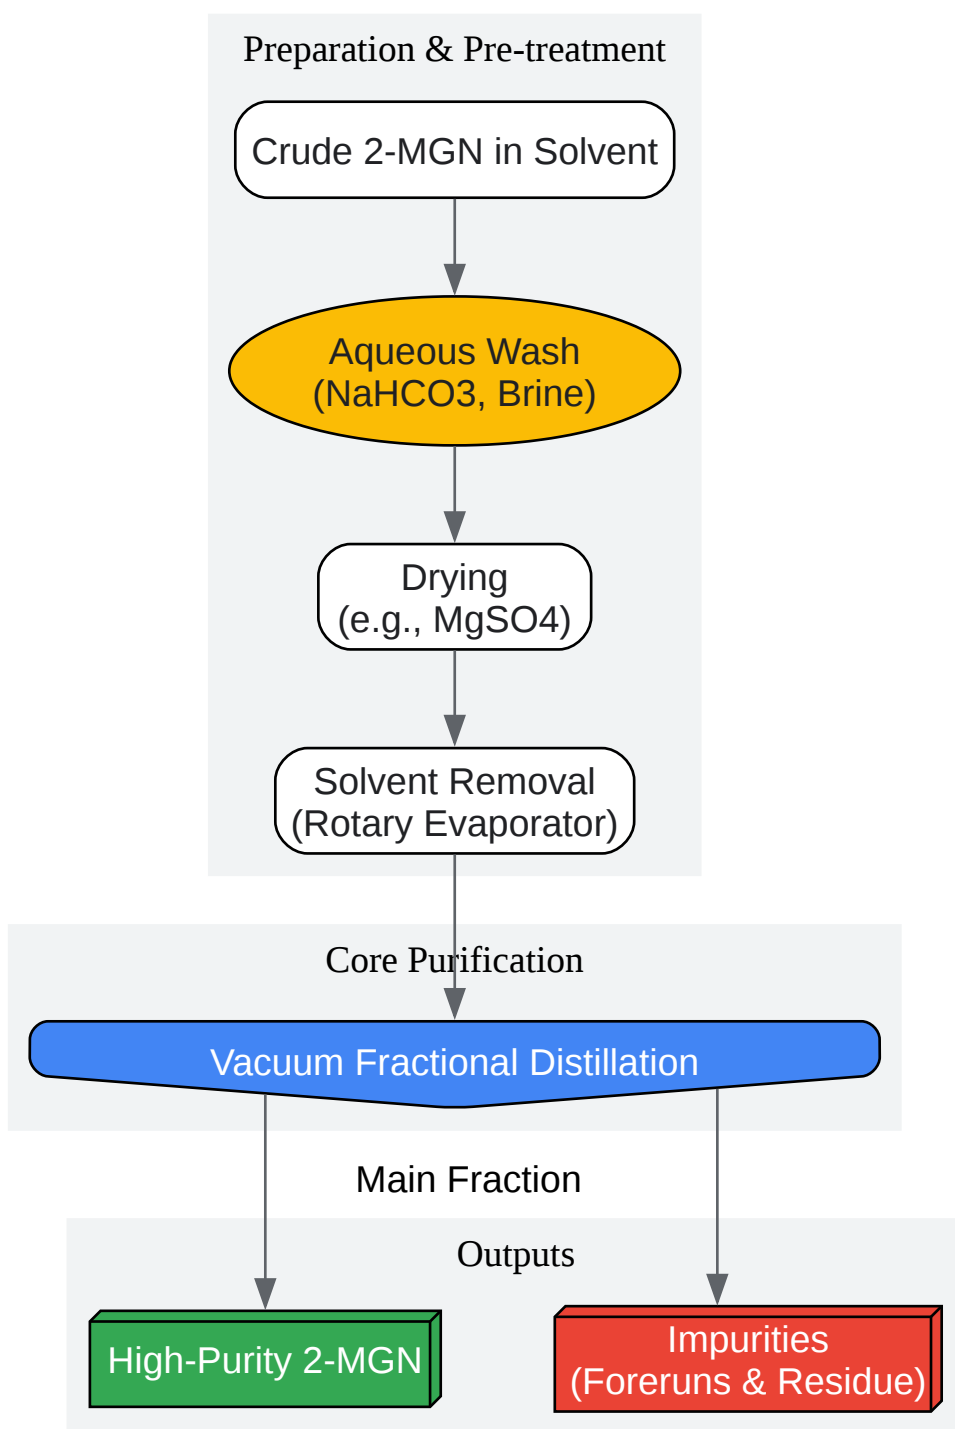 Preparation & Pre-treatment
Crude 2-MGN in Solvent
Aqueous Wash
(NaHCO3, Brine)
Drying
(e.g., MgSO4)
Solvent Removal
(Rotary Evaporator)
Core Purification
Vacuum Fractional Distillation
Main Fraction
Outputs
High-Purity 2-MGN
Impurities
(Foreruns & Residue)